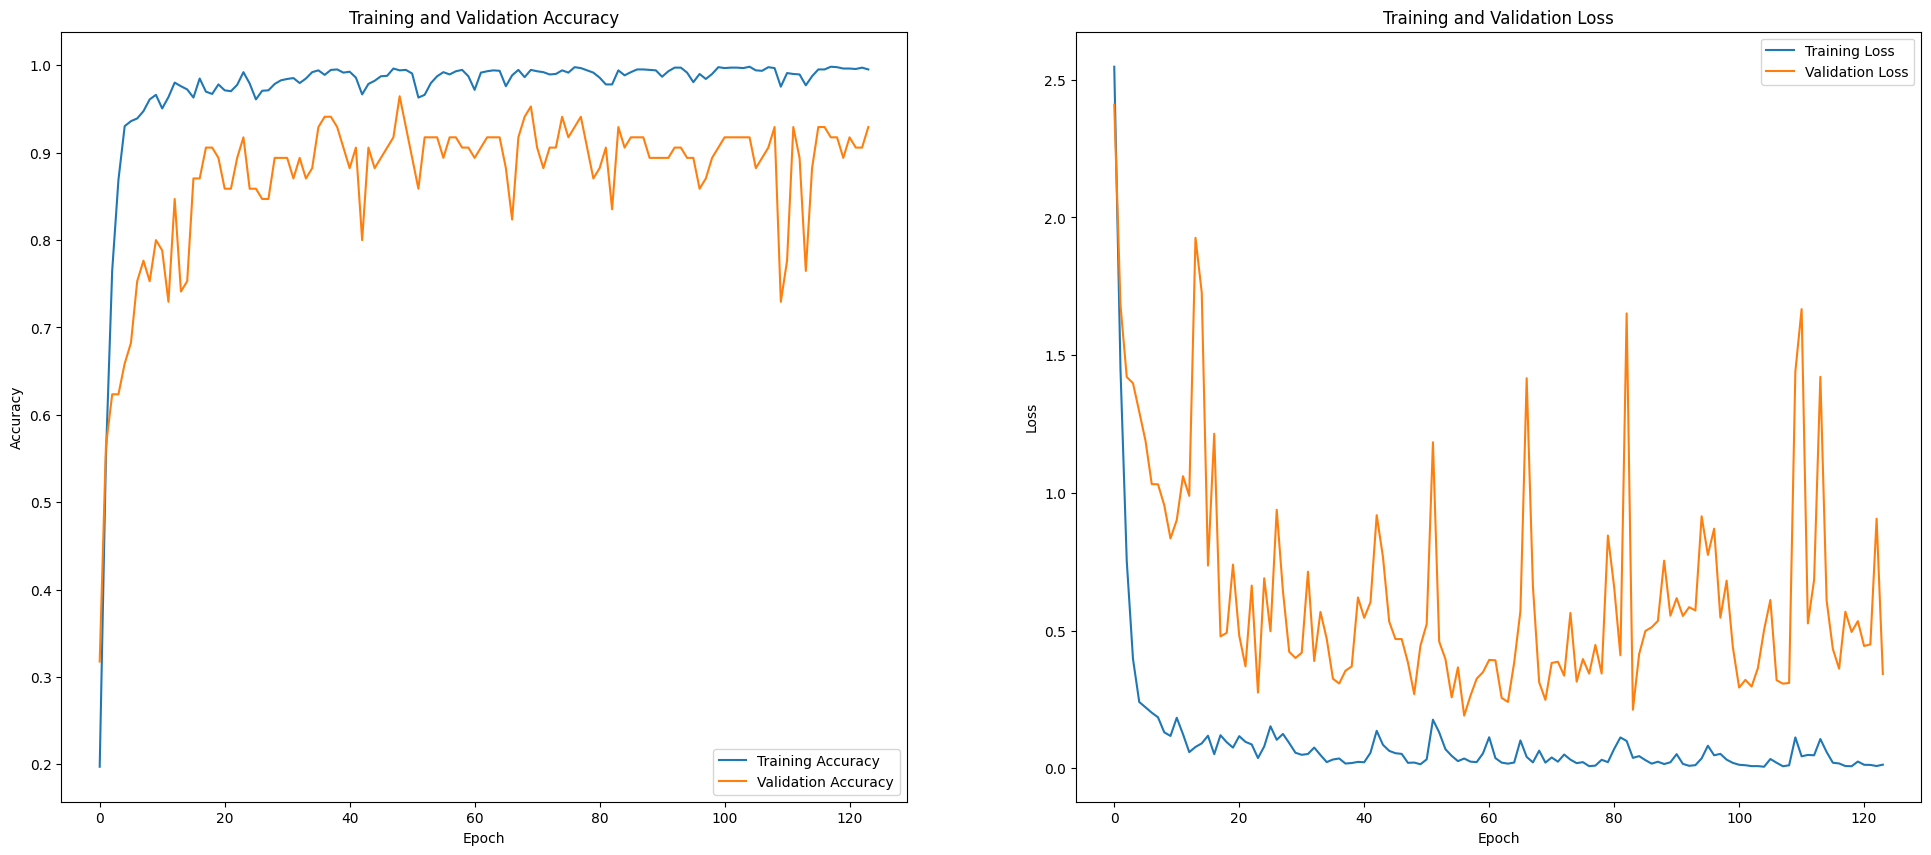 Training and Validation Accuracy
1.0
0.9
0.8
0.7
0.6
0.5
0.4
0.3
0.2
Accuracy
0 20 40 60 80 100 120
Epoch
Training Accuracy
Validation Accuracy
Training and Validation Loss
2.5
2.0
1.5
1.0
0.5
0.0
Loss
0 20 40 60 80 100 120
Epoch
Training Loss
Validation Loss